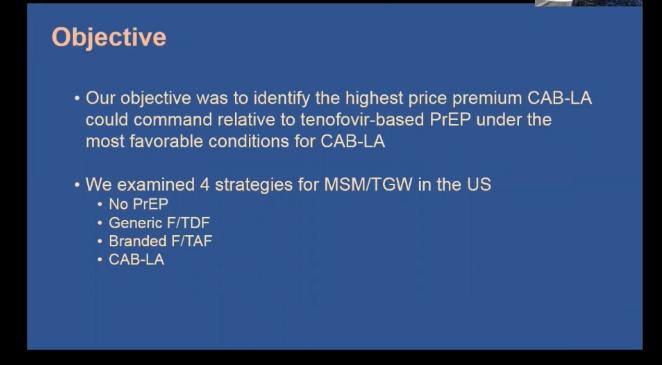 Objective
• Our objective was to identify the highest price premium CAB-LA
could command relative to tenofovir-based PrEP under the
most favorable conditions for CAB-LA
• We examined 4 strategies for MSM/TGW in the US
• No PrEP
• Generic F/TDF
• Branded F/TAF
• CAB-LA